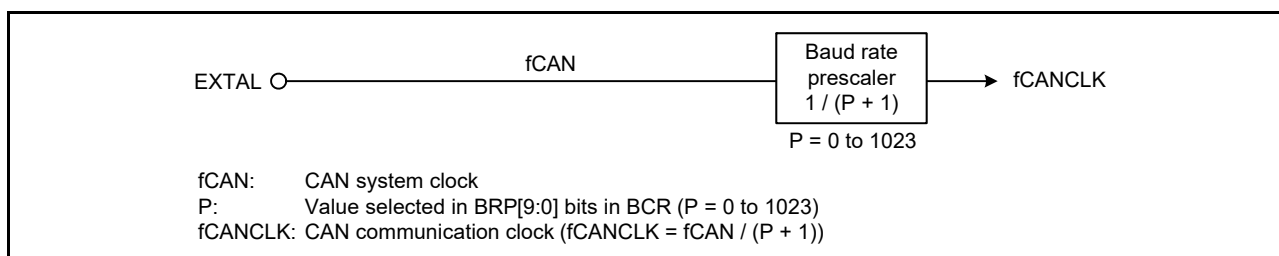 EXTAL
fCAN
Baud rate
prescaler
1 / (P + 1)
fCANCLK
P = 0 to 1023
fCAN: CAN system clock
P: Value selected in BRP[9:0] bits in BCR (P = 0 to 1023)
fCANCLK: CAN communication clock (fCANCLK = fCAN / (P + 1))